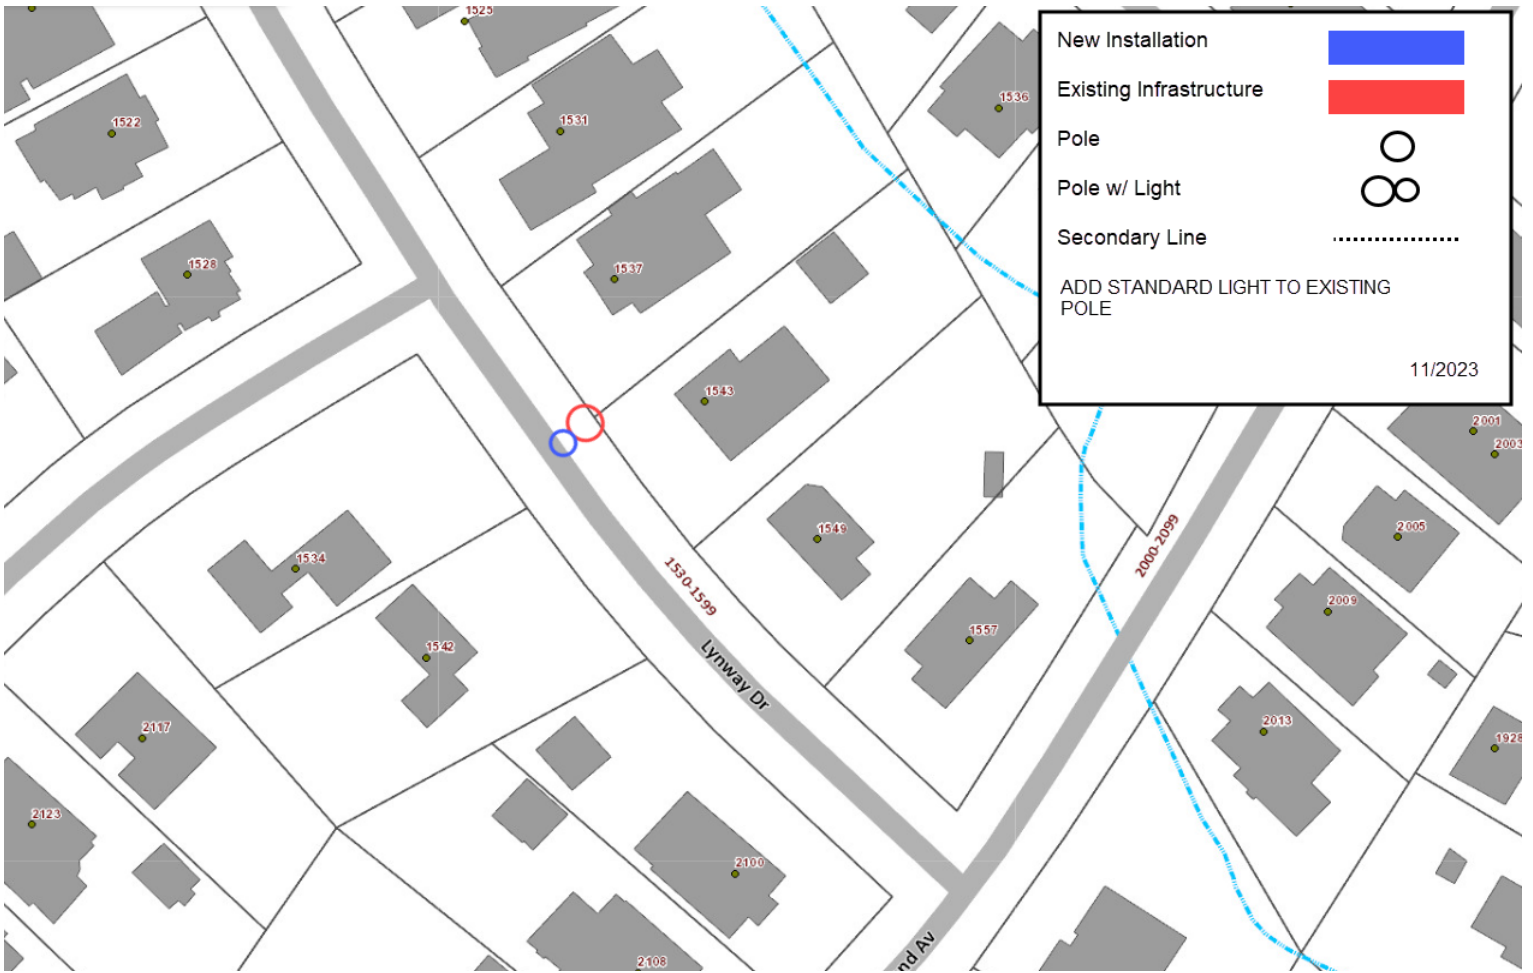 1525
1522
1531
1536
1528
1537
1543
1549
1534
1542
1557
1530-1599
Lynway Dr
2000-2099
2001
2003
2005
2009
2013
1928
2117
2123
2100
2108
nd Av
New Installation
Existing Infrastructure
Pole
Pole w/ Light
Secondary Line
ADD STANDARD LIGHT TO EXISTING
POLE
11/2023